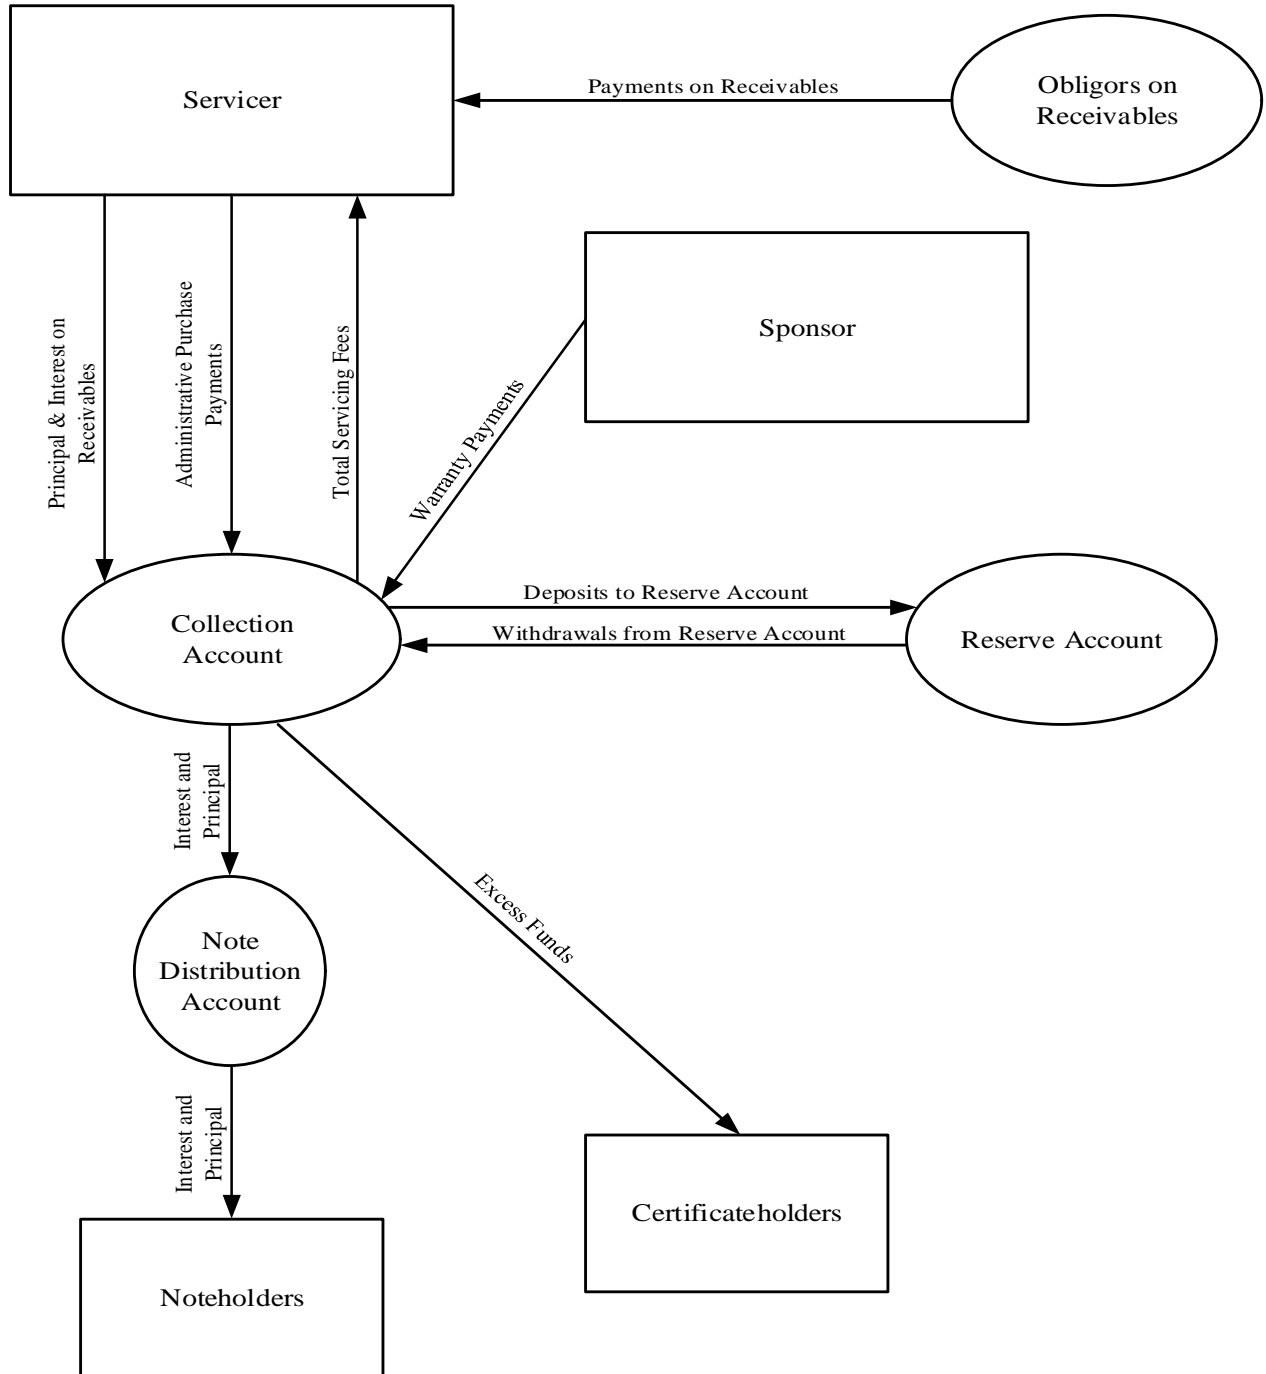 Servicer
Payments on Receivables
Obligors on
Receivables
Sponsor
Principal & Interest on
Receivables
Administrative Purchase
Payments
Total Servicing Fees
Warranty Payments
Collection
Account
Deposits to Reserve Account
Withdrawals from Reserve Account
Reserve Account
Interest and
Principal
Excess Funds
Note
Distribution
Account
Interest and
Principal
Certificateholders
Noteholders